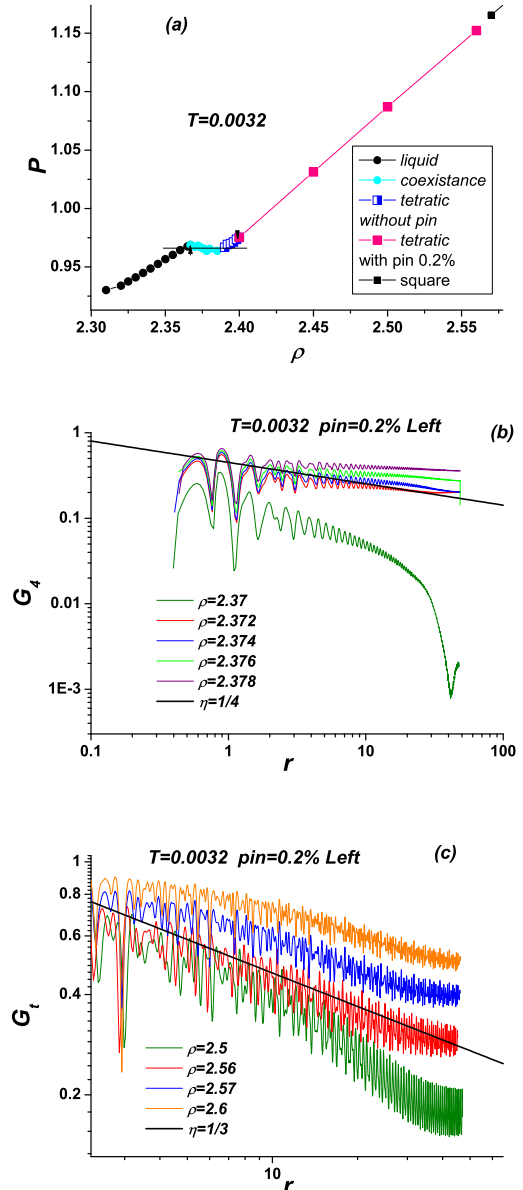 (a)
1.15
1.10
1.05
1.00
0.95
P
T=0.0032
liquid
coexistance
tetratic
without pin
tetratic
with pin 0.2%
square
2.30 2.35 2.40 2.45 2.50 2.55
ρ
T=0.0032 pin=0.2% Left (b)
1
0.1
0.01
1E-3
G4
ρ=2.37
ρ=2.372
ρ=2.374
ρ=2.376
ρ=2.378
η=1/4
0.1 1 10 100
r
T=0.0032 pin=0.2% Left (c)
1
0.8
0.6
0.4
0.2
Gt
ρ=2.5
ρ=2.56
ρ=2.57
ρ=2.6
η=1/3
10
r